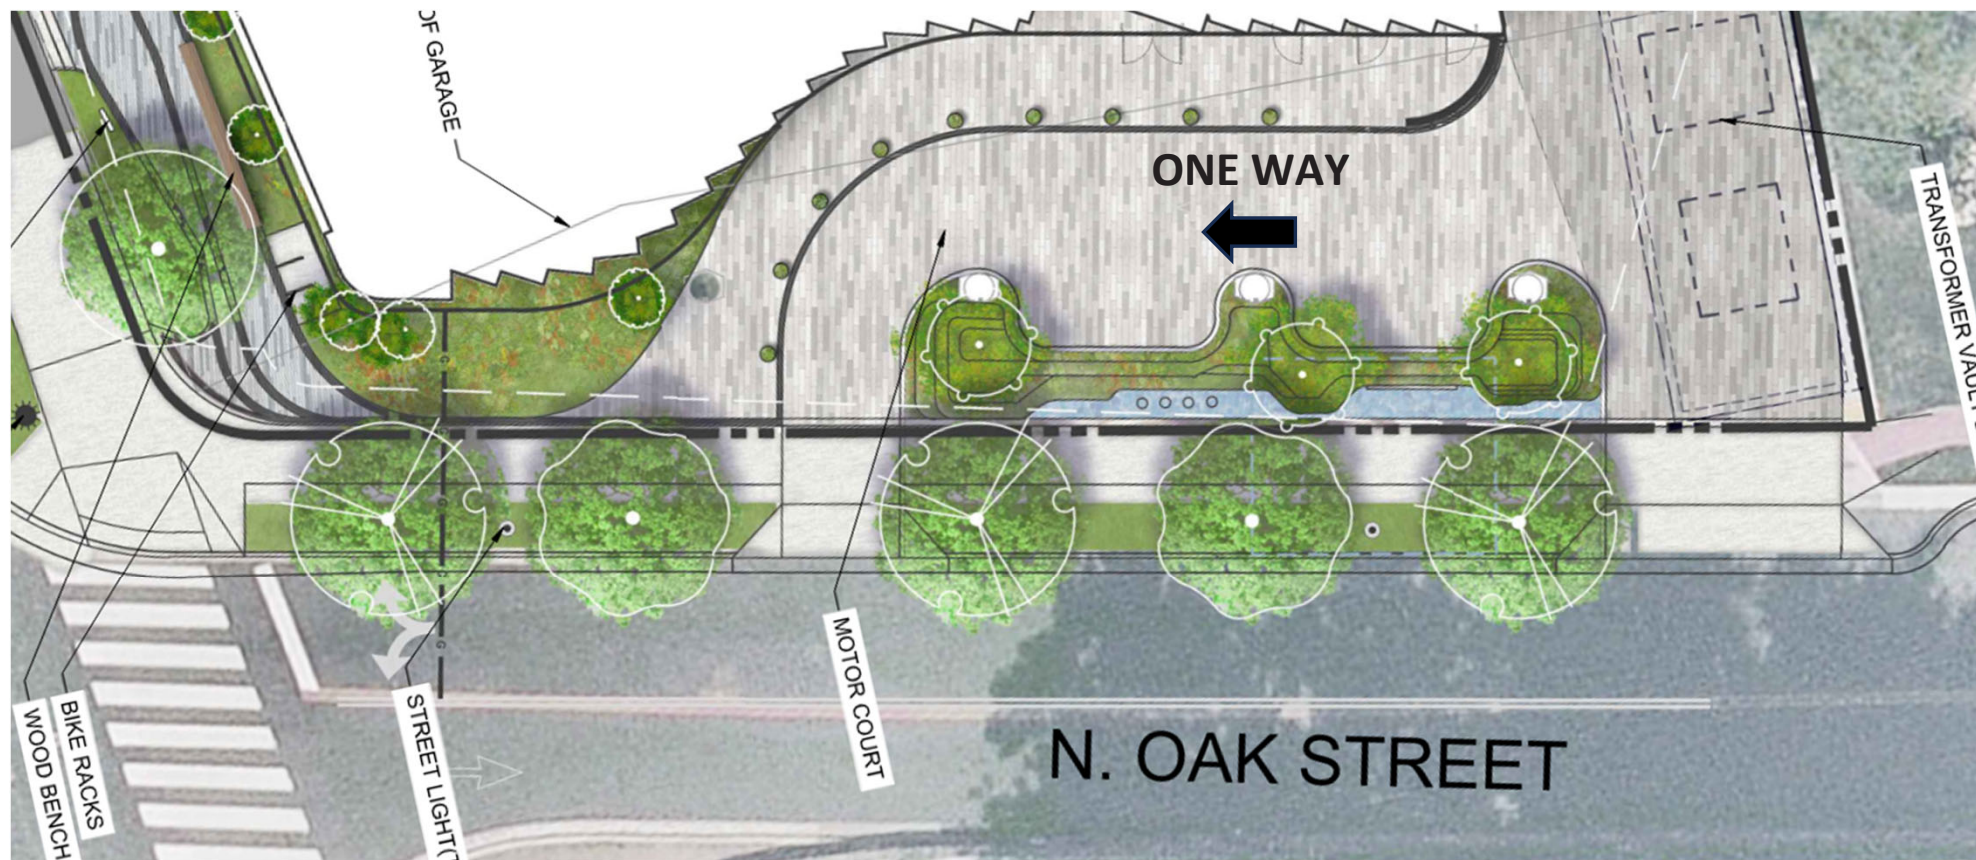 OF GARAGE
ONE WAY
TRANSFORMER VAULT
MOTOR COURT
N. OAK STREET
STREET LIGHT(
BIKE RACKS
WOOD BENCH
G
G
G
G